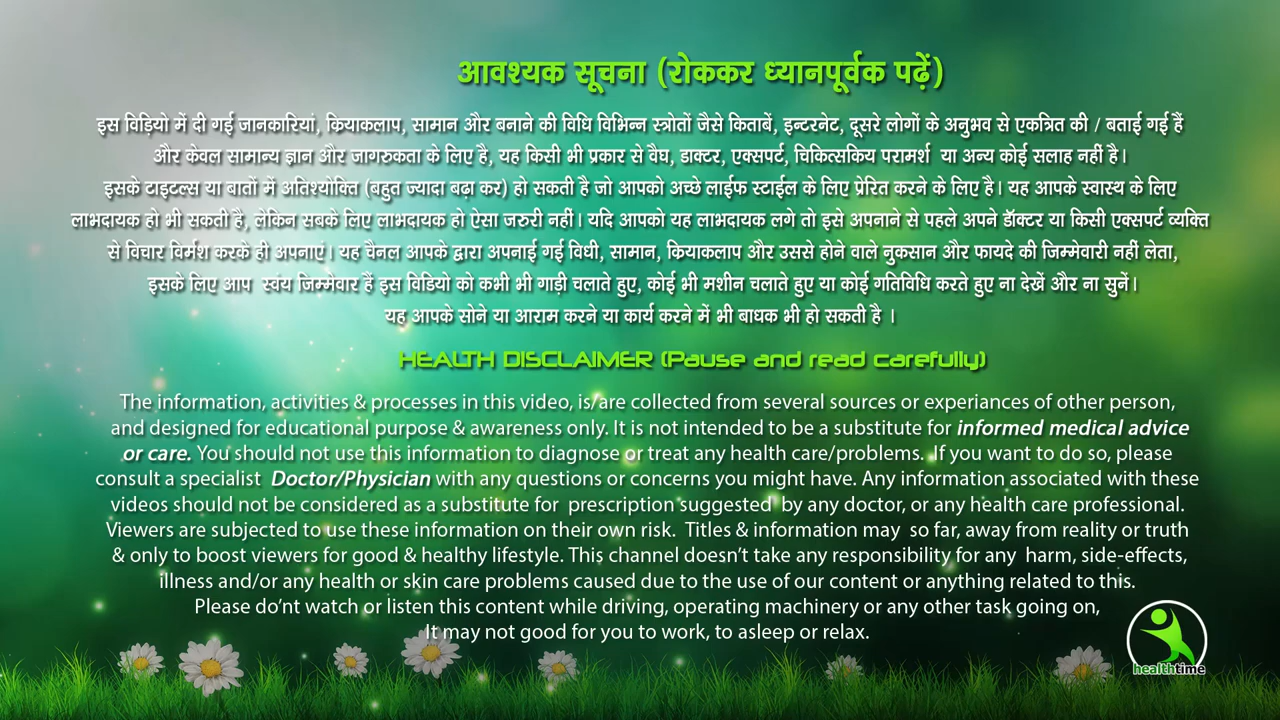 आवश्यक सूचना (रोककर ध्यानपूर्वक पढ़ें)
इस विड़ियो में दी गई जानकारियां, क्रियाकलाप, सामान और बनाने की विधि विभिन्न स्त्रोतों जैसे किताबें, इन्टरनेट, दूसरे लोगों के अनुभव से एकत्रित की / बताई गई हैं
और केवल सामान्य ज्ञान और जागरुकता के लिए है, यह किसी भी प्रकार से वैघ, डाक्टर, एक्सपर्ट, चिकित्सकिय परामर्श या अन्य कोई सलाह नहीं है।
इसके टाइटल्स या बातों में अतिश्योक्ति (बहुत ज्यादा बढ़ा कर) हो सकती है जो आपको अच्छे लाईफ स्टाईल के लिए प्रेरित करने के लिए है। यह आपके स्वास्थ के लिए
लाभदायक हो भी सकती है, लेकिन सबके लिए लाभदायक हो ऐसा जरुरी नहीं। यदि आपको यह लाभदायक लगे तो इसे अपनाने से पहले अपने डॅाक्टर या किसी एक्सपर्ट व्यक्ति
से विचार विर्मश करके ही अपनाएं। यह चैनल आपके द्वारा अपनाई गई विधी, सामान, क्रियाकलाप और उससे होने वाले नुकसान और फायदे की जिम्मेवारी नहीं लेता,
इसके लिए आप स्वंय जिम्मेवार हैं इस विडियो को कभी भी गाड़ी चलाते हुए, कोई भी मशीन चलाते हुए या कोई गतिविधि करते हुए ना देखें और ना सुनें।
यह आपके सोने या आराम करने या कार्य करने में भी बाधक भी हो सकती है ।
HEALTH DISCLAIMER (Pause and read carefully)
The information, activities & processes in this video, is/are collected from several sources or experiances of other person,
and designed for educational purpose & awareness only. It is not intended to be a substitute for informed medical advice
or care. You should not use this information to diagnose or treat any health care/problems. If you want to do so, please
consult a specialist Doctor/Physician with any questions or concerns you might have. Any information associated with these
videos should not be considered as a substitute for prescription suggested by any doctor, or any health care professional.
Viewers are subjected to use these information on their own risk. Titles & information may so far, away from reality or truth
& only to boost viewers for good & healthy lifestyle. This channel doesn't take any responsibility for any harm, side-effects,
illness and/or any health or skin care problems caused due to the use of our content or anything related to this.
Please do'nt watch or listen this content while driving, operating machinery or any other task going on,
It may not good for you to work, to asleep or relax.
healthtime